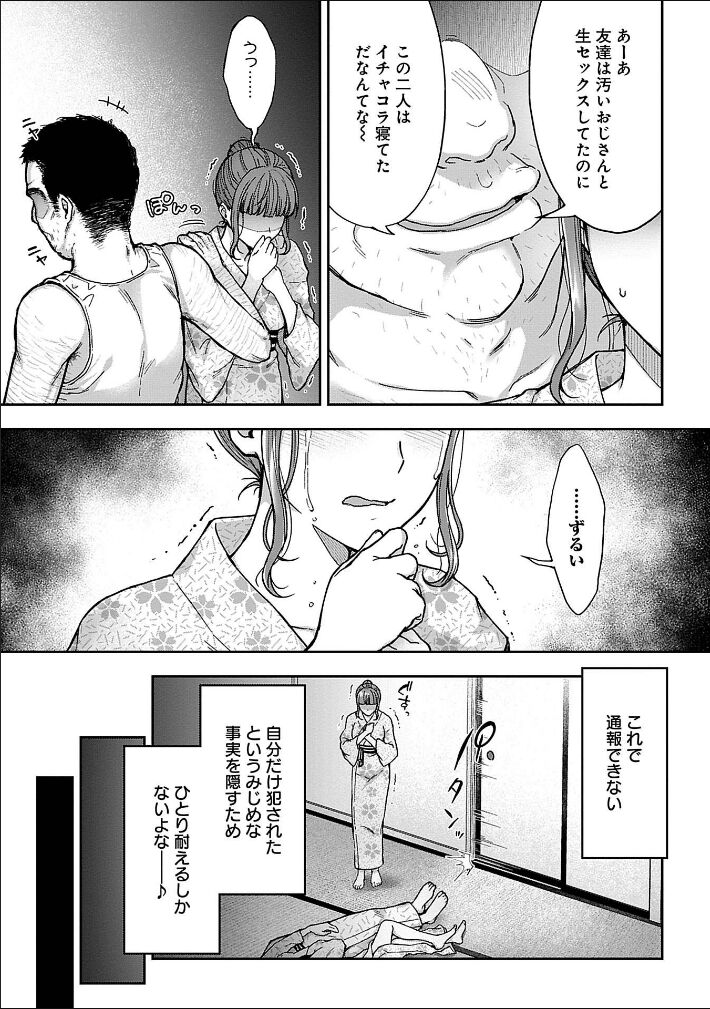 あーあ
友達は汚いおじさんと
生セックスしてたのに
この二人は
イチャコラ寝てた
だなんてな〜
うっ……
ぽんっ
……ずるい
これで
通報できない
パタン
ぐすっ
自分だけ犯された
というみじめな
事実を隠すため
ひとり耐えるしか
ないよな――♪